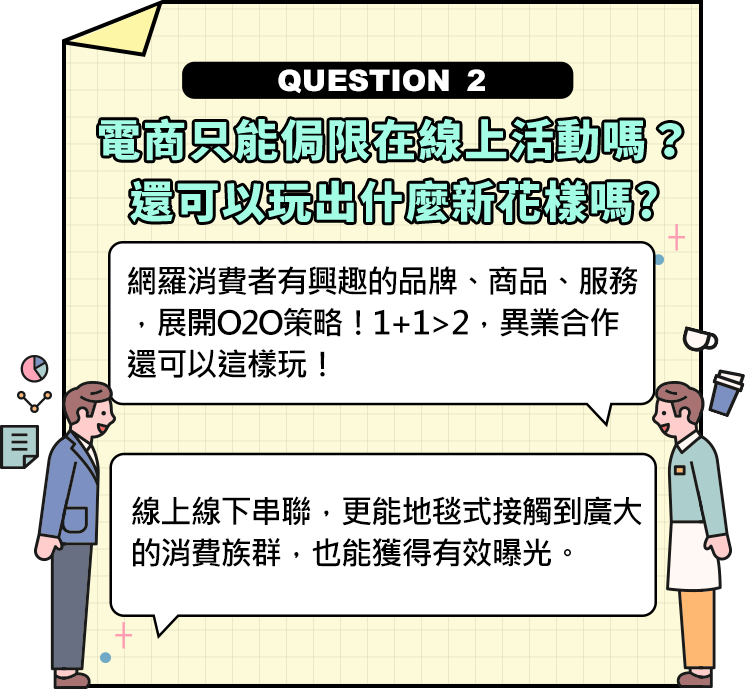 QUESTION 2
電商只能侷限在線上活動嗎？
還可以玩出什麼新花樣嗎?
網羅消費者有興趣的品牌、商品、服務
，展開O2O策略！1+1>2，異業合作
還可以這樣玩！
線上線下串聯，更能地毯式接觸到廣大
的消費族群，也能獲得有效曝光。